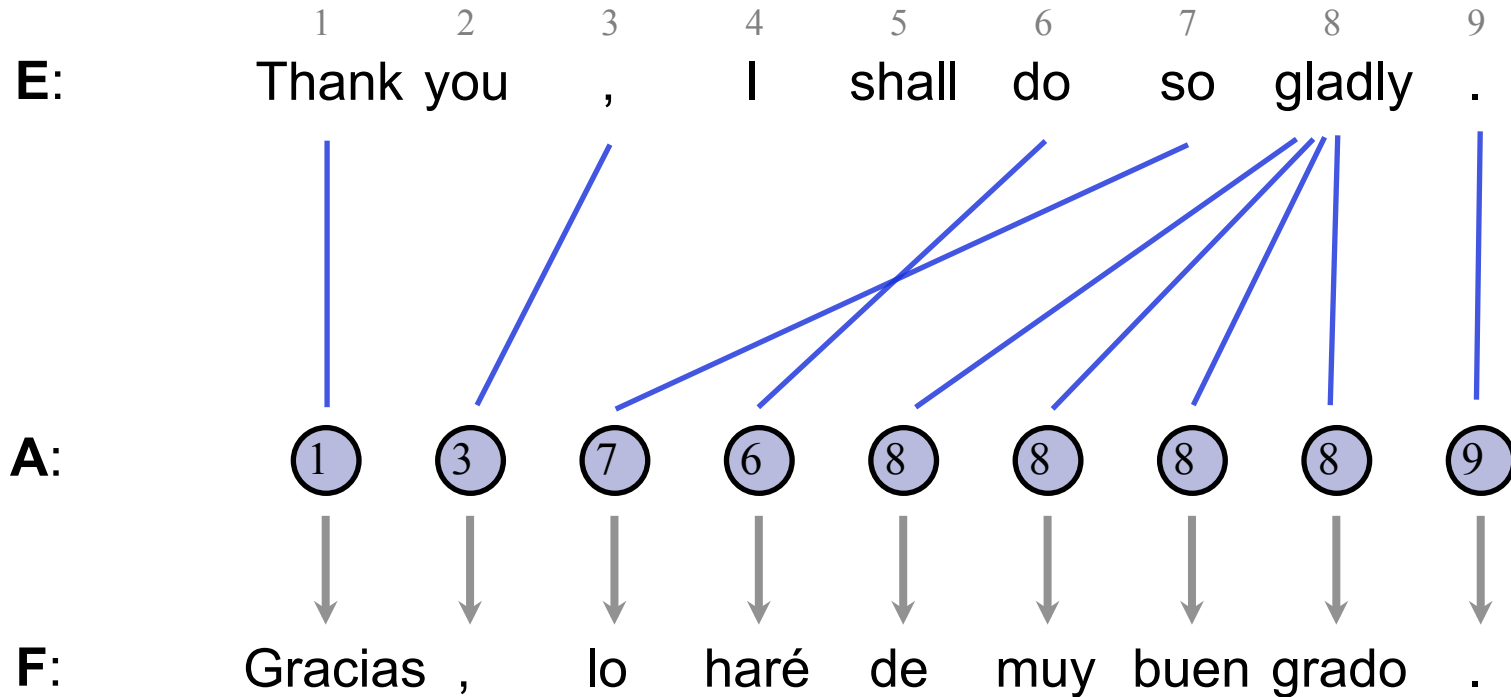 1 2 3 4 5 6 7 8 9
E: Thank you , I shall do so gladly .
A: 1 3 7 6 8 8 8 8 9
F: Gracias , lo haré de muy buen grado .